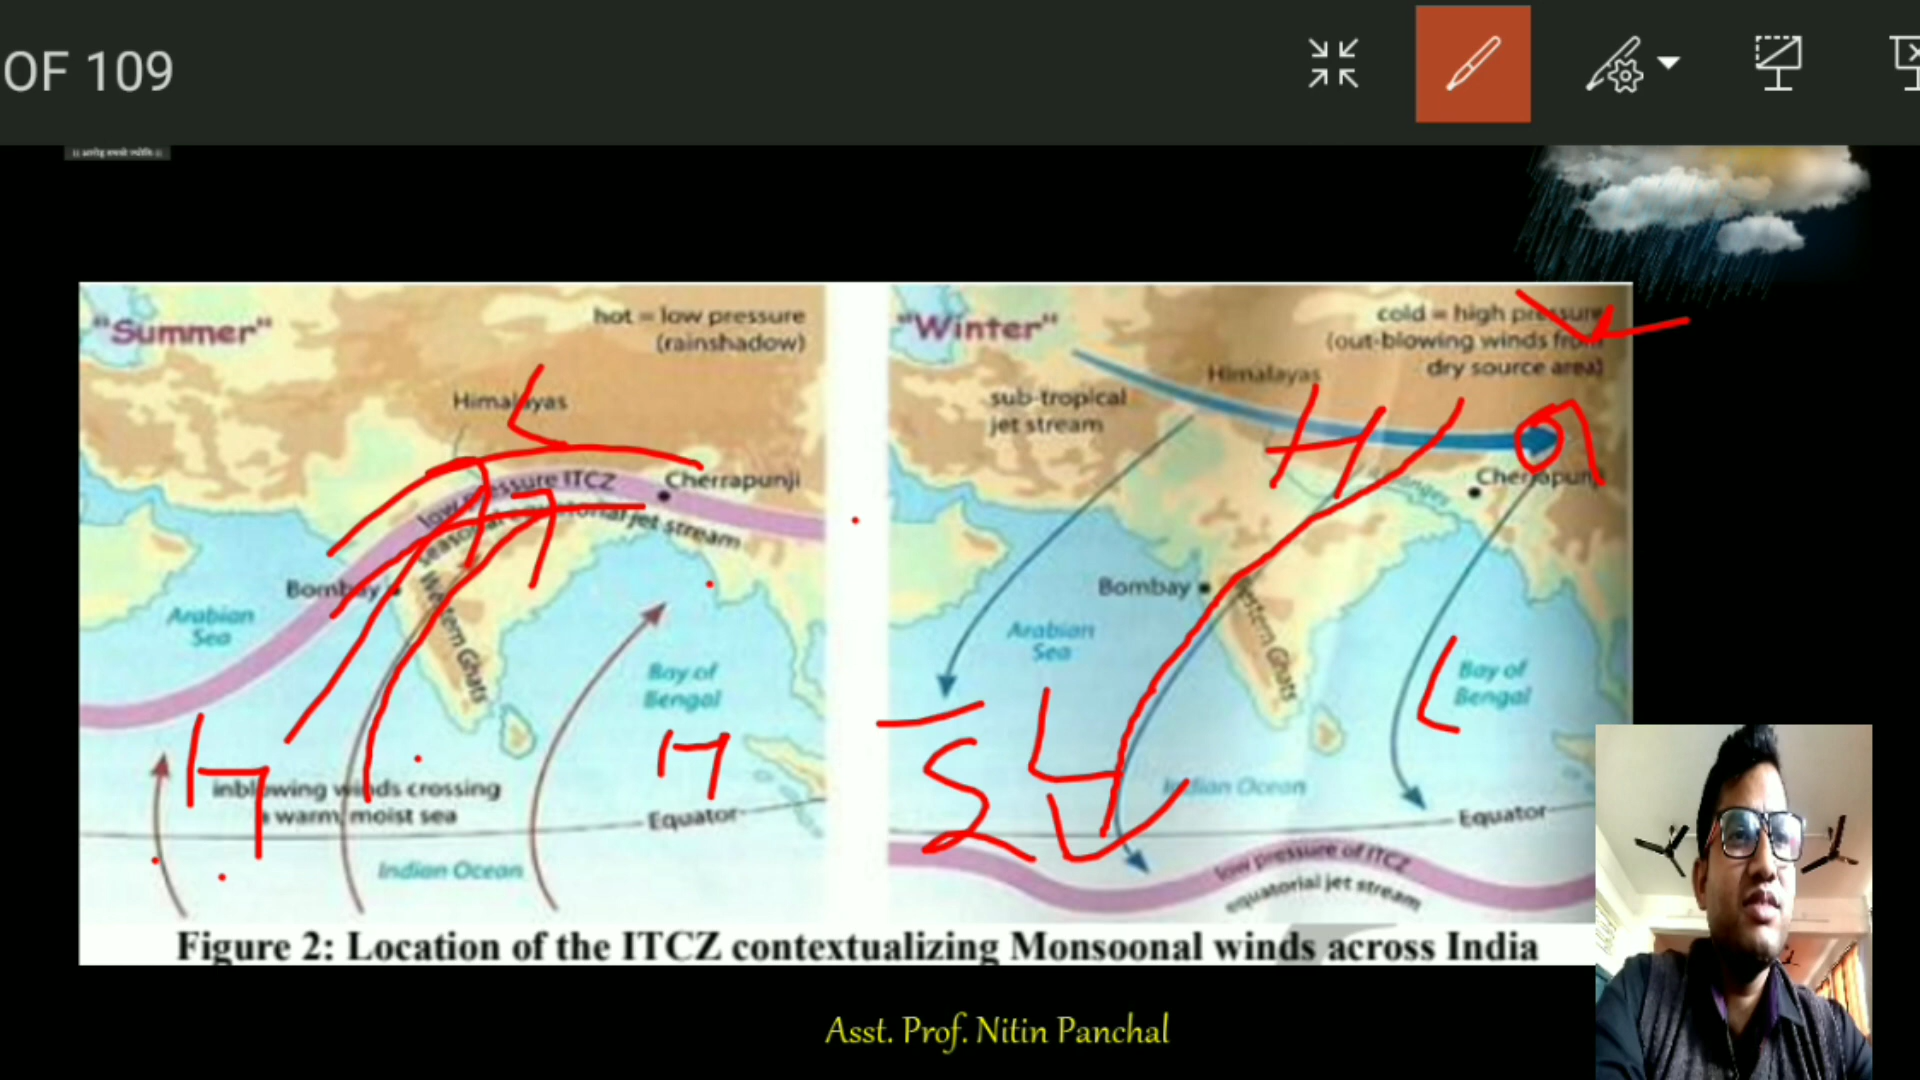 OF 109
"Summer"
hot = low pressure
(rainshadow)
Himalayas
low pressure ITCZ
Cherrapunji
seasonal equatorial jet stream
Bombay
Western Ghats
Arabian
Sea
Bay of
Bengal
inblowing winds crossing
a warm, moist sea
Equator
Indian Ocean
"Winter"
cold = high pressure
(out-blowing winds from
dry source area)
Himalayas
sub-tropical
jet stream
Cherrapunji
Bombay
Western Ghats
Arabian
Sea
Bay of
Bengal
Indian Ocean
Equator
low pressure of ITCZ
equatorial jet stream
Figure 2: Location of the ITCZ contextualizing Monsoonal winds across India
Asst. Prof. Nitin Panchal